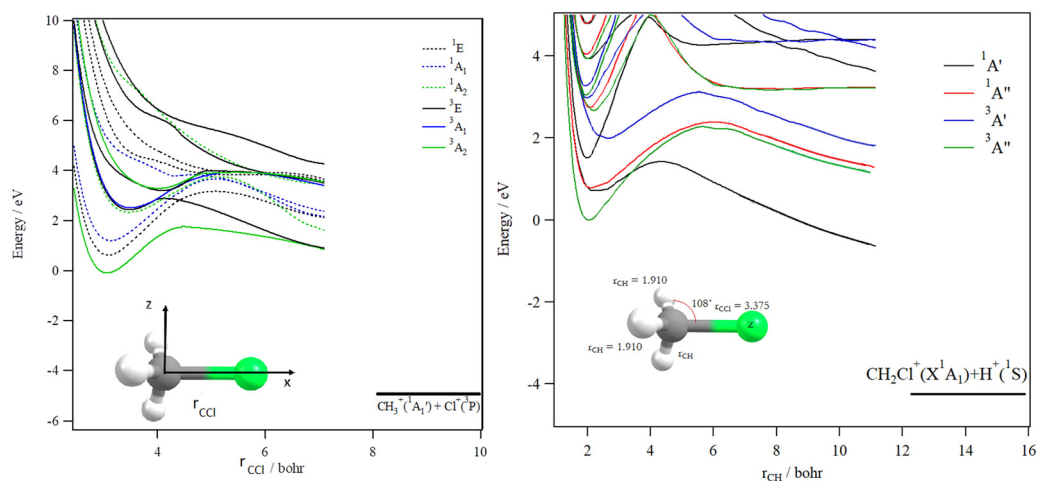 10
8
6
4
2
0
-2
-4
-6
Energy / eV
4
6
8
10
r_CCl / bohr
¹E
¹A₁
¹A₂
³E
³A₁
³A₂
z
x
r_CCl
CH₃⁺(¹A₁')+Cl⁺(³P)
4
2
0
-2
-4
Energy / eV
0
2
4
6
8
10
12
14
16
r_CH / bohr
¹A'
¹A"
³A'
³A"
r_CH = 1.910
108° r_CCl = 3.375
z
r_CH = 1.910
r_CH
CH₂Cl⁺(X¹A₁)+H⁺(¹S)